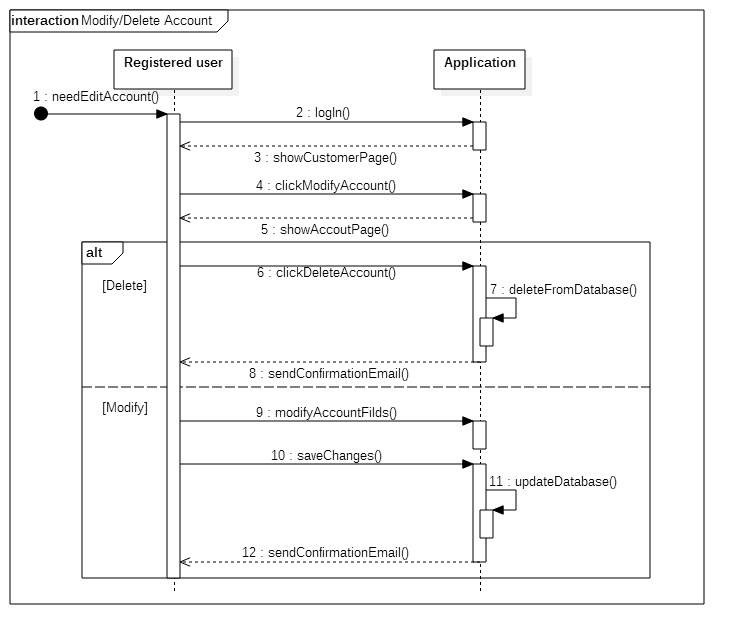 interaction Modify/Delete Account
Registered user
Application
1 : needEditAccount()
2 : logIn()
3 : showCustomerPage()
4 : clickModifyAccount()
5 : showAccoutPage()
alt
6 : clickDeleteAccount()
[Delete]
7 : deleteFromDatabase()
8 : sendConfirmationEmail()
[Modify]
9 : modifyAccountFilds()
10 : saveChanges()
11 : updateDatabase()
12 : sendConfirmationEmail()